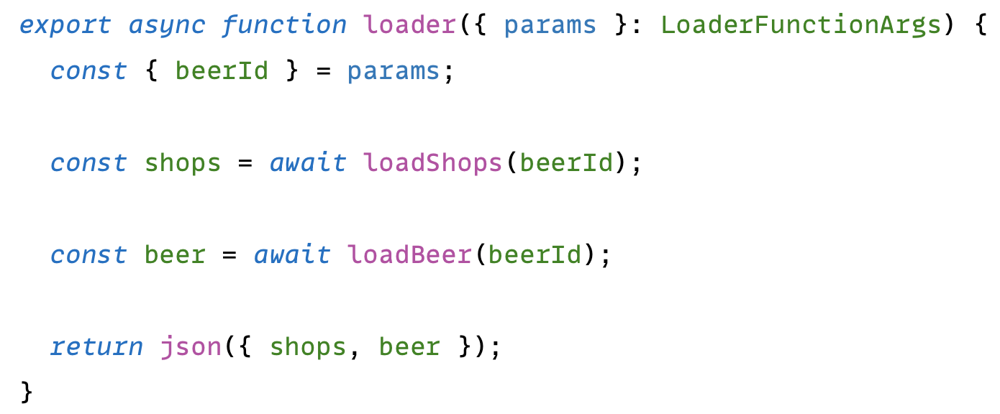 export async function loader({ params }: LoaderFunctionArgs) {
  const { beerId } = params;

  const shops = await loadShops(beerId);

  const beer = await loadBeer(beerId);

  return json({ shops, beer });
}